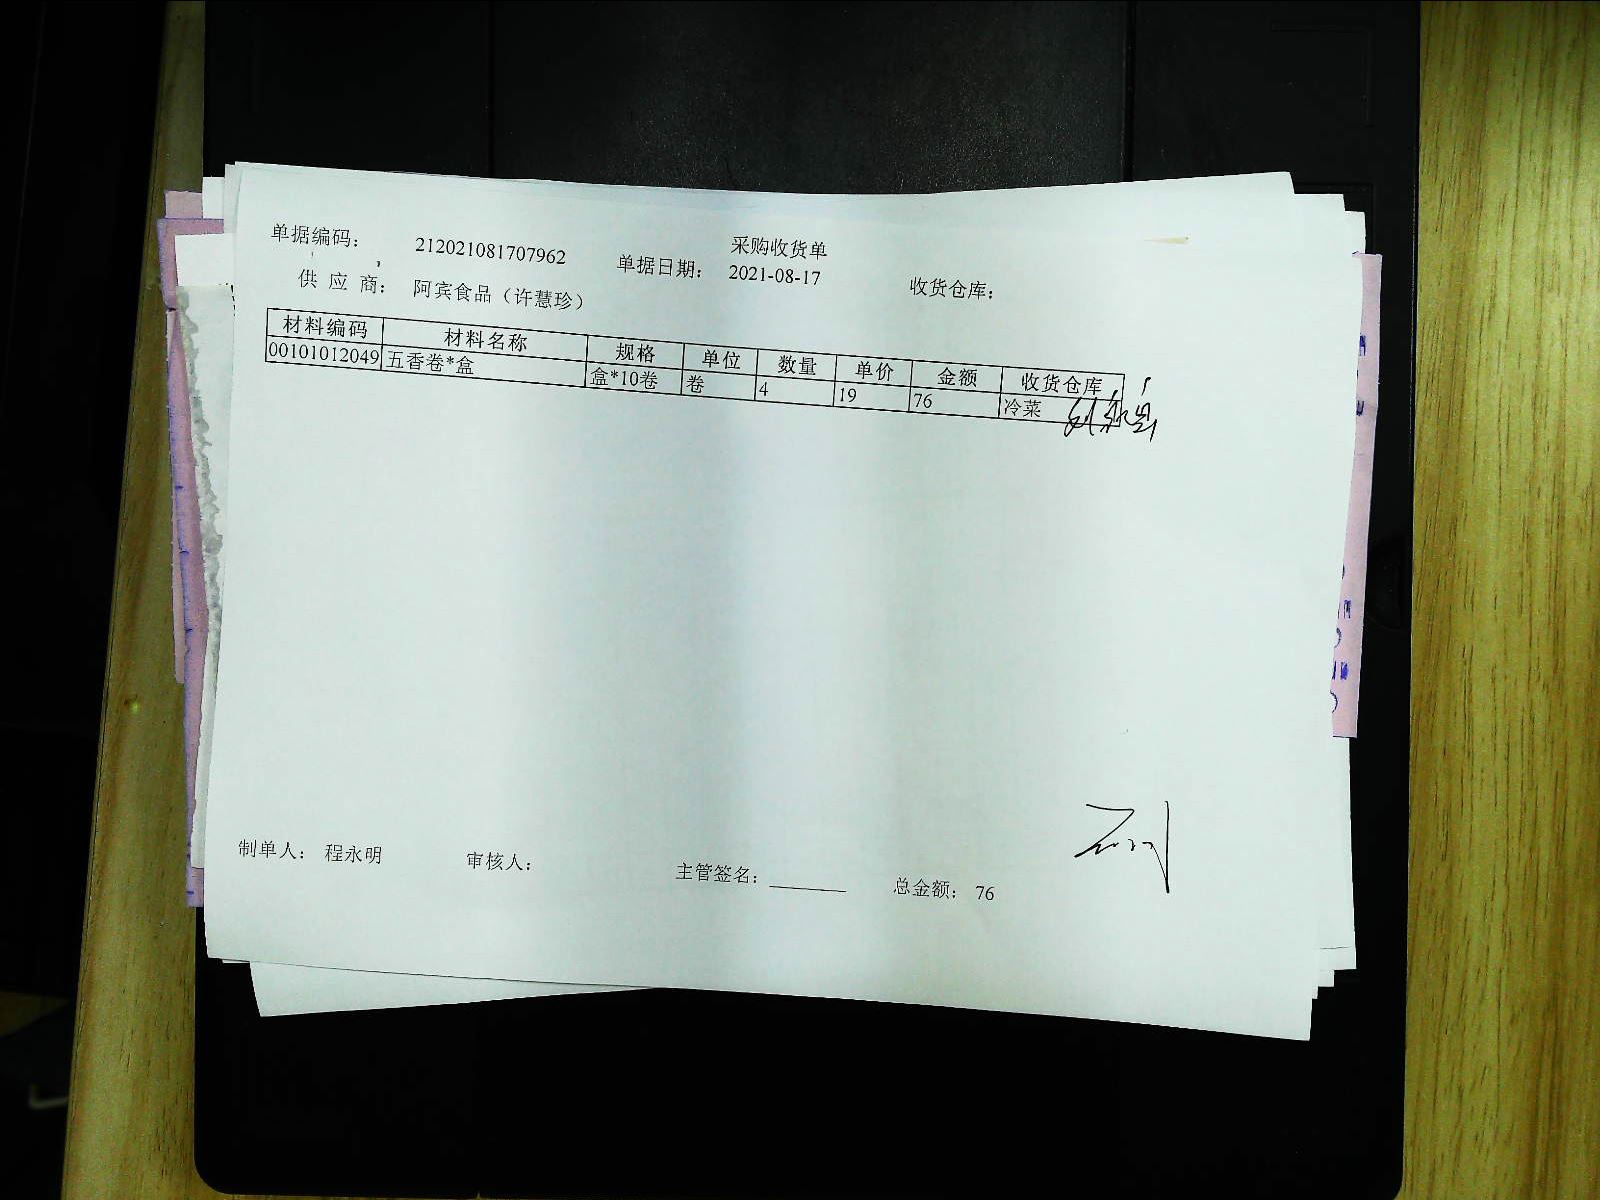 采购收货单
单据编码： 212021081707962 单据日期： 2021-08-17 收货仓库：
供 应 商： 阿宾食品（许慧珍）
材料编码 材料名称 规格 单位 数量 单价 金额 收货仓库
00101012049 五香卷*盒 盒*10卷 卷 4 19 76 冷菜
制单人： 程永明 审核人： 主管签名： 总金额： 76